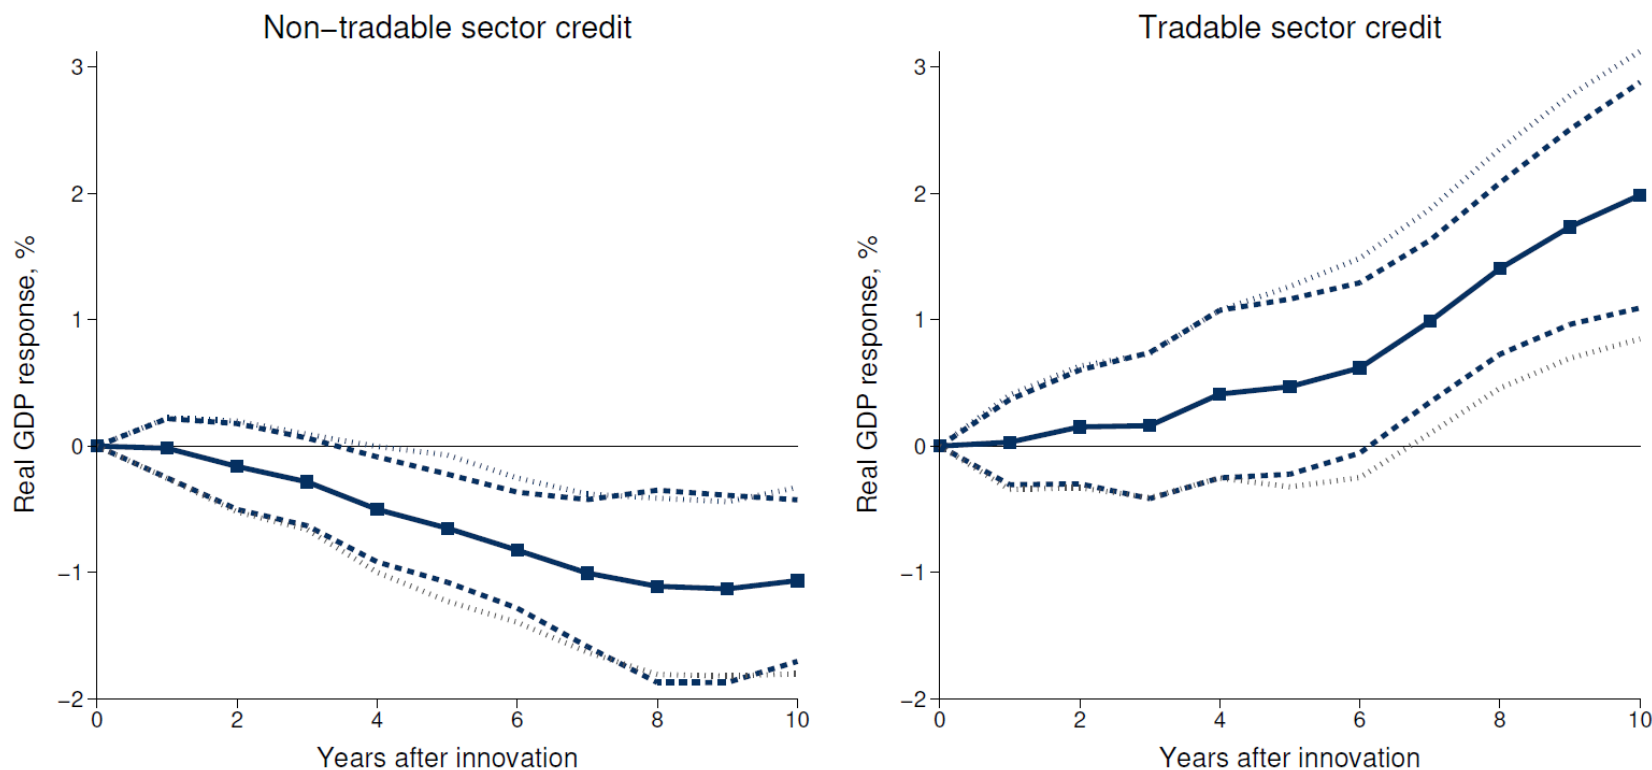 Non−tradable sector credit
Real GDP response, %
3
2
1
0
−1
−2
0 2 4 6 8 10
Years after innovation
Tradable sector credit
Real GDP response, %
3
2
1
0
−1
−2
0 2 4 6 8 10
Years after innovation